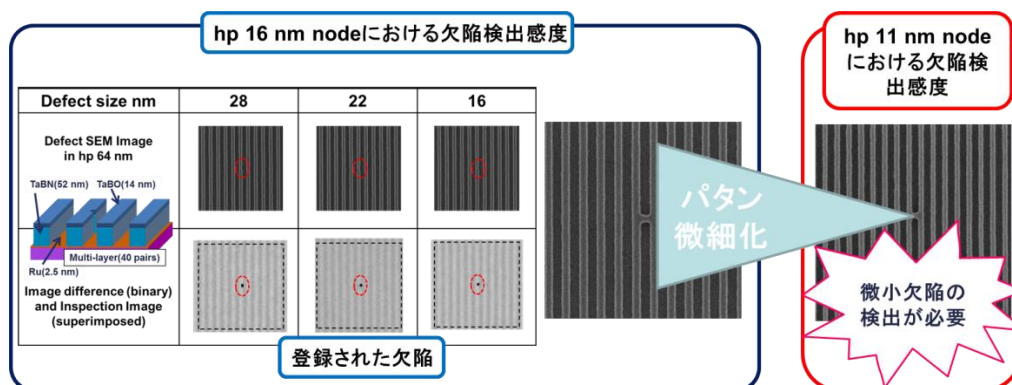 hp 16 nm nodeにおける欠陥検出感度
Defect size nm
28
22
16
Defect SEM Image
in hp 64 nm
TaBN(52 nm)
TaBO(14 nm)
Multi-layer(40 pairs)
Ru(2.5 nm)
Image difference (binary)
and Inspection Image
(superimposed)
登録された欠陥
パタン
微細化
hp 11 nm node
における欠陥検
出感度
微小欠陥の
検出が必要